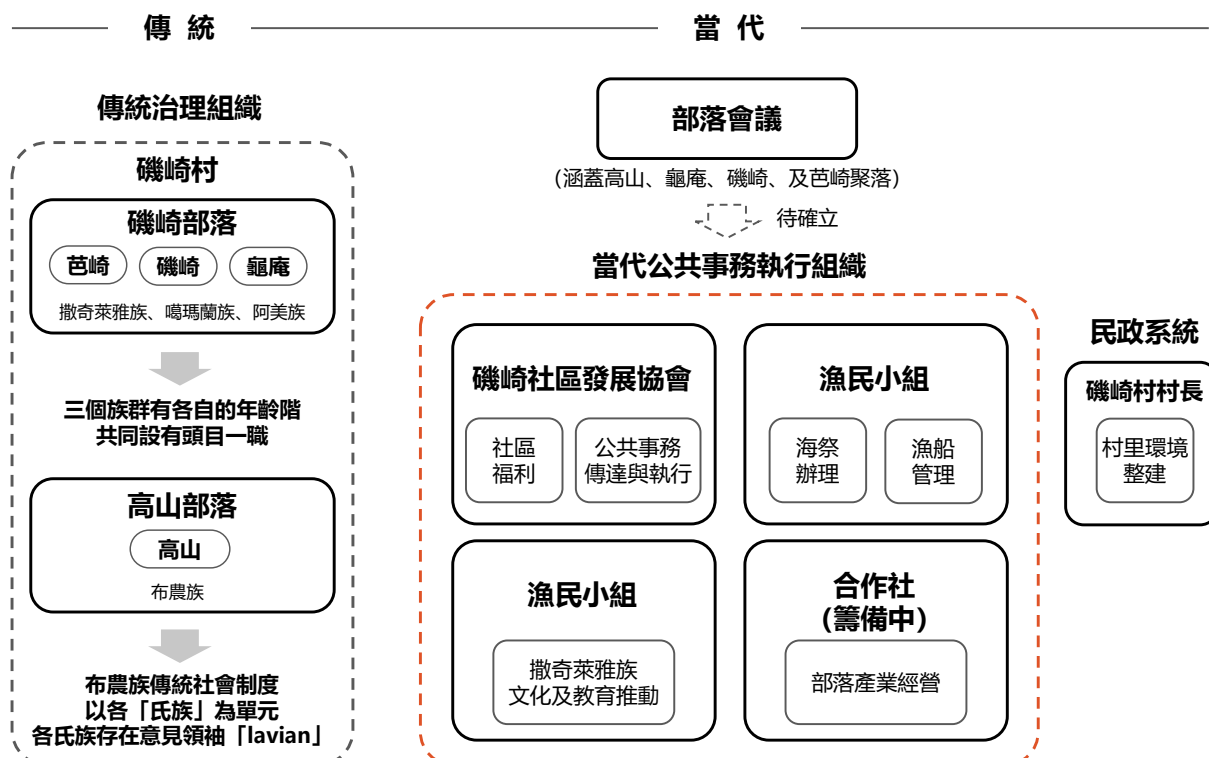 傳統
當代
傳統治理組織
磯崎村
磯崎部落
芭崎
磯崎
龜庵
撒奇萊雅族、噶瑪蘭族、阿美族
三個族群有各自的年齡階
共同設有頭目一職
高山部落
高山
布農族
布農族傳統社會制度
以各「氏族」為單元
各氏族存在意見領袖「lavian」
部落會議
(涵蓋高山、龜庵、磯崎、及芭崎聚落)
待確立
當代公共事務執行組織
磯崎社區發展協會
社區
福利
公共事務
傳達與執行
漁民小組
海祭
辦理
漁船
管理
漁民小組
撒奇萊雅族
文化及教育推動
合作社
(籌備中)
部落產業經營
民政系統
磯崎村村長
村里環境
整建